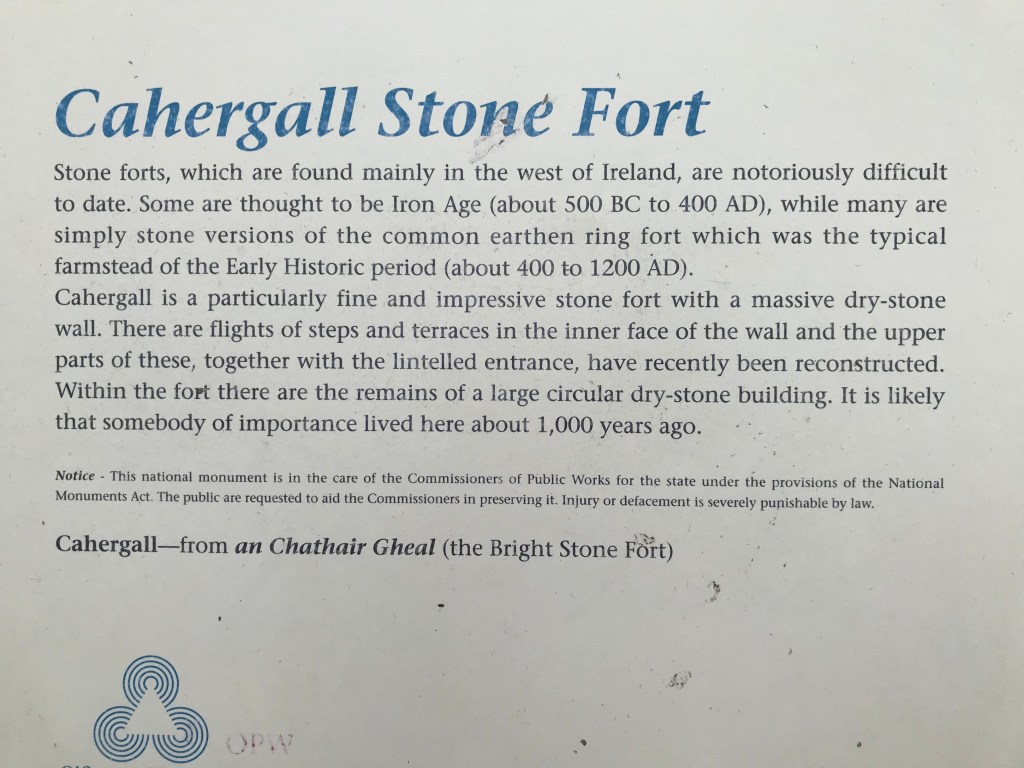 Cahergall Stone Fort
Stone forts, which are found mainly in the west of Ireland, are notoriously difficult
to date. Some are thought to be Iron Age (about 500 BC to 400 AD), while many are
simply stone versions of the common earthen ring fort which was the typical
farmstead of the Early Historic period (about 400 to 1200 AD).
Cahergall is a particularly fine and impressive stone fort with a massive dry-stone
wall. There are flights of steps and terraces in the inner face of the wall and the upper
parts of these, together with the lintelled entrance, have recently been reconstructed.
Within the fort there are the remains of a large circular dry-stone building. It is likely
that somebody of importance lived here about 1,000 years ago.
Notice - This national monument is in the care of the Commissioners of Public Works for the state under the provisions of the National
Monuments Act. The public are requested to aid the Commissioners in preserving it. Injury or defacement is severely punishable by law.
Cahergall—from an Chathair Gheal (the Bright Stone Fort)
OPW